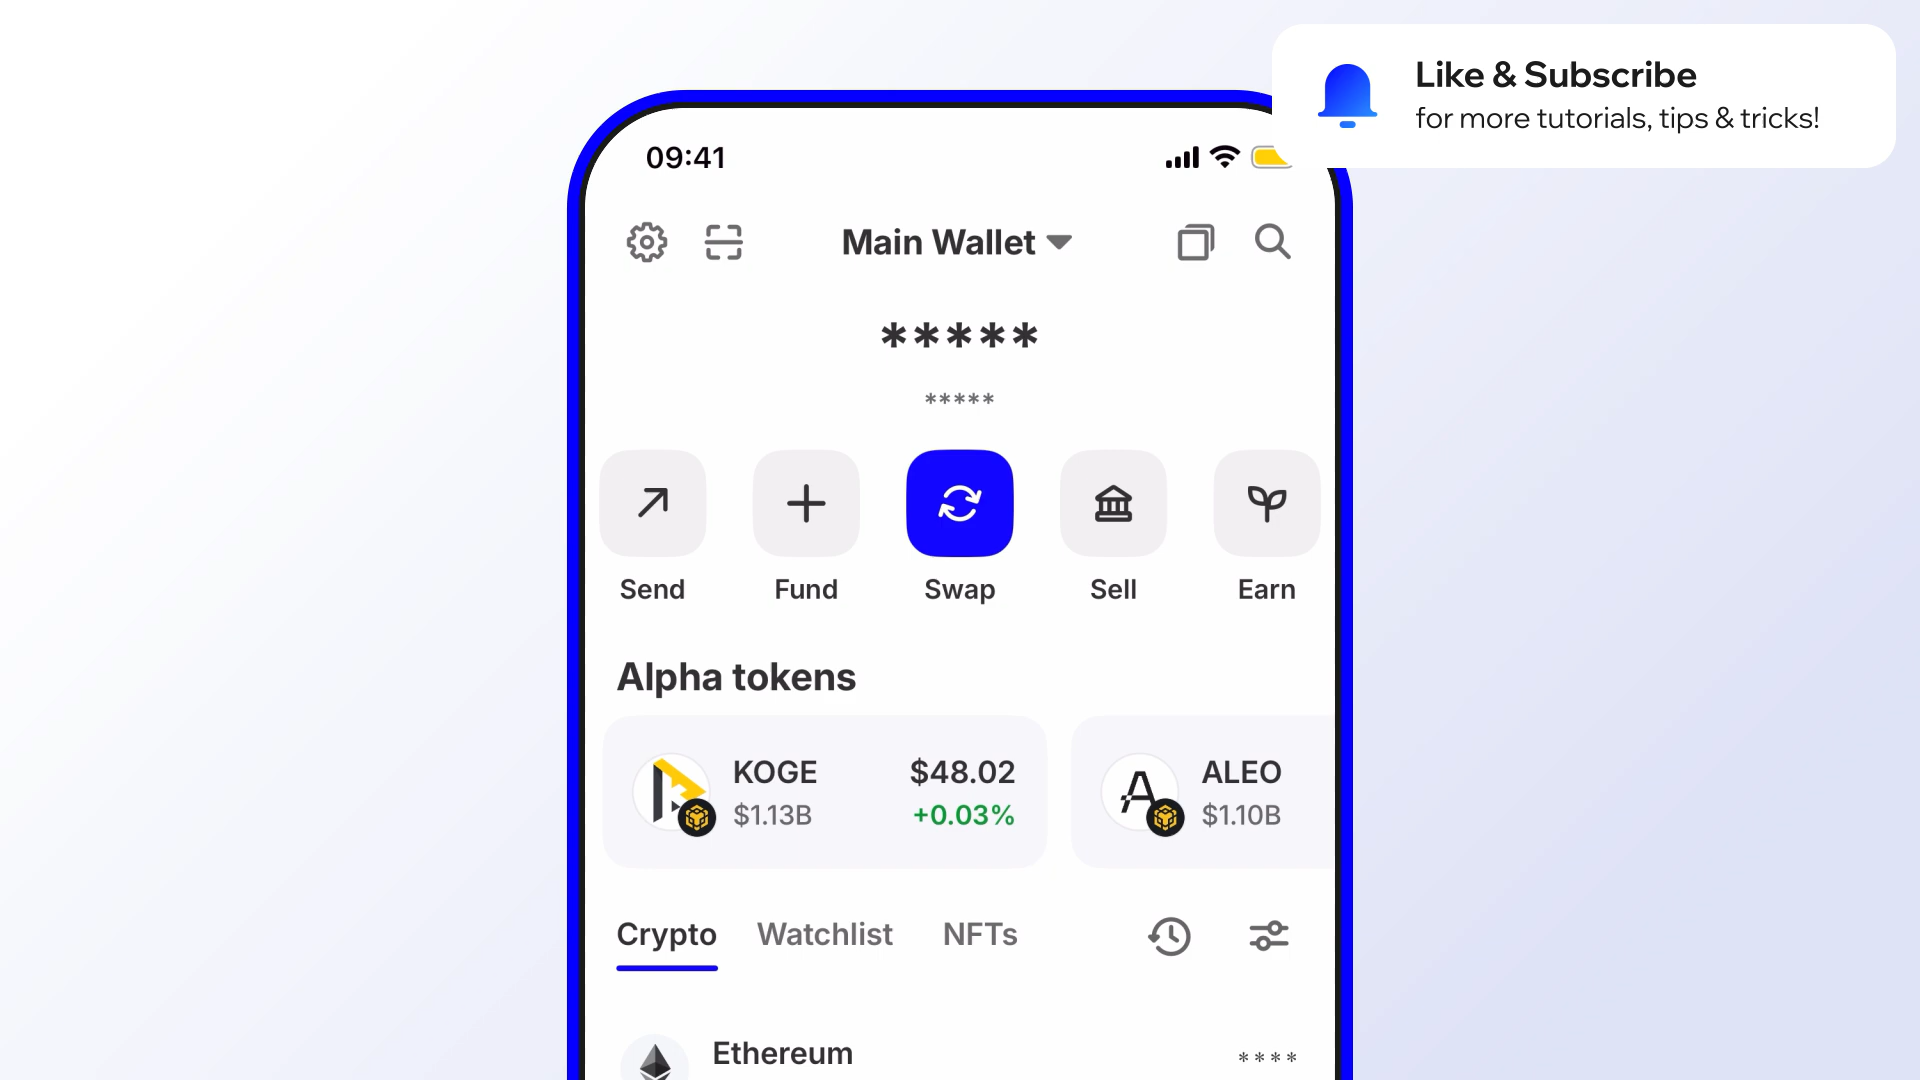 Like & Subscribe
for more tutorials, tips & tricks!
09:41
Main Wallet
*****
*****
Send Fund Swap Sell Earn
Alpha tokens
KOGE $48.02 ALEO
$1.13B +0.03% $1.10B
Crypto Watchlist NFTs
Ethereum ****